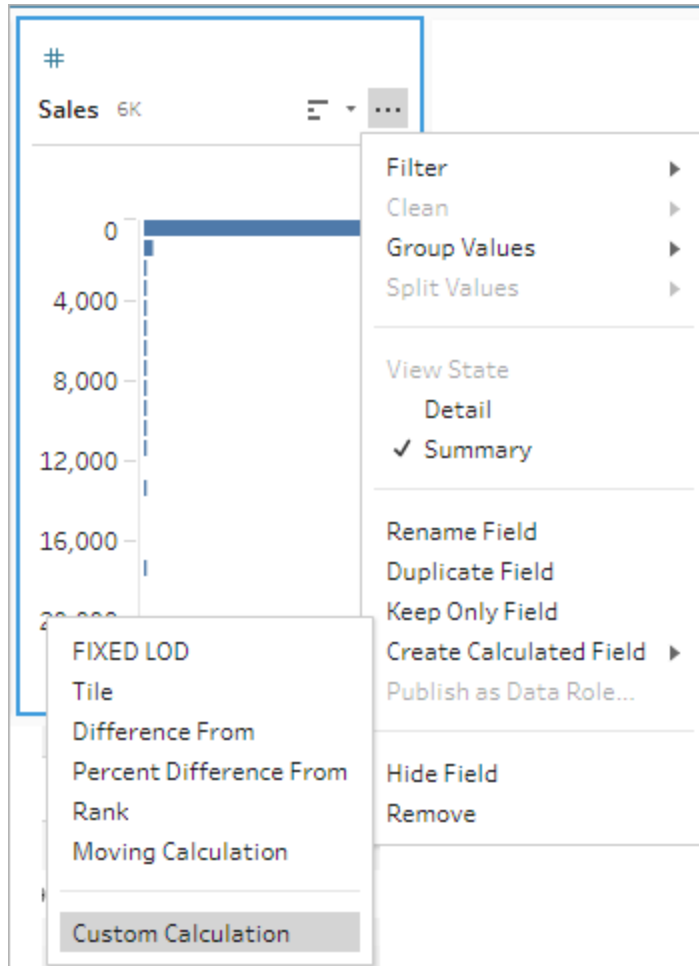 #
Sales 6K
Filter
Clean
Group Values
Split Values
View State
Detail
✓ Summary
Rename Field
Duplicate Field
Keep Only Field
Create Calculated Field
Publish as Data Role...
Hide Field
Remove
0
4,000
8,000
12,000
16,000
FIXED LOD
Tile
Difference From
Percent Difference From
Rank
Moving Calculation
Custom Calculation